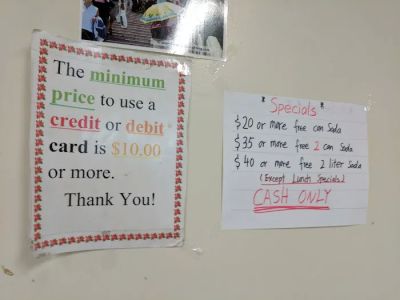 The minimum
price to use a
credit or debit
card is $10.00
or more.
Thank You!
Specials
$20 or more free can Soda
$35 or more free 2 can Soda
$40 or more free 2 liter Soda
(Except Lunch Specials)
CASH ONLY